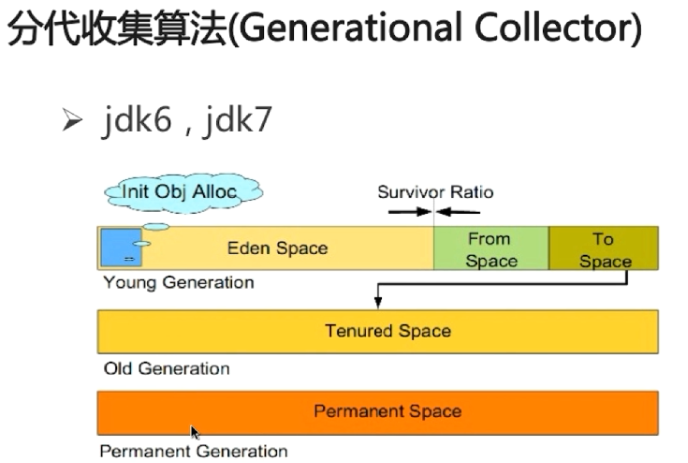 分代收集算法(Generational Collector)
➢ jdk6，jdk7
Init Obj Alloc
Survivor Ratio
Eden Space
From
Space
To
Space
Young Generation
Tenured Space
Old Generation
Permanent Space
Permanent Generation